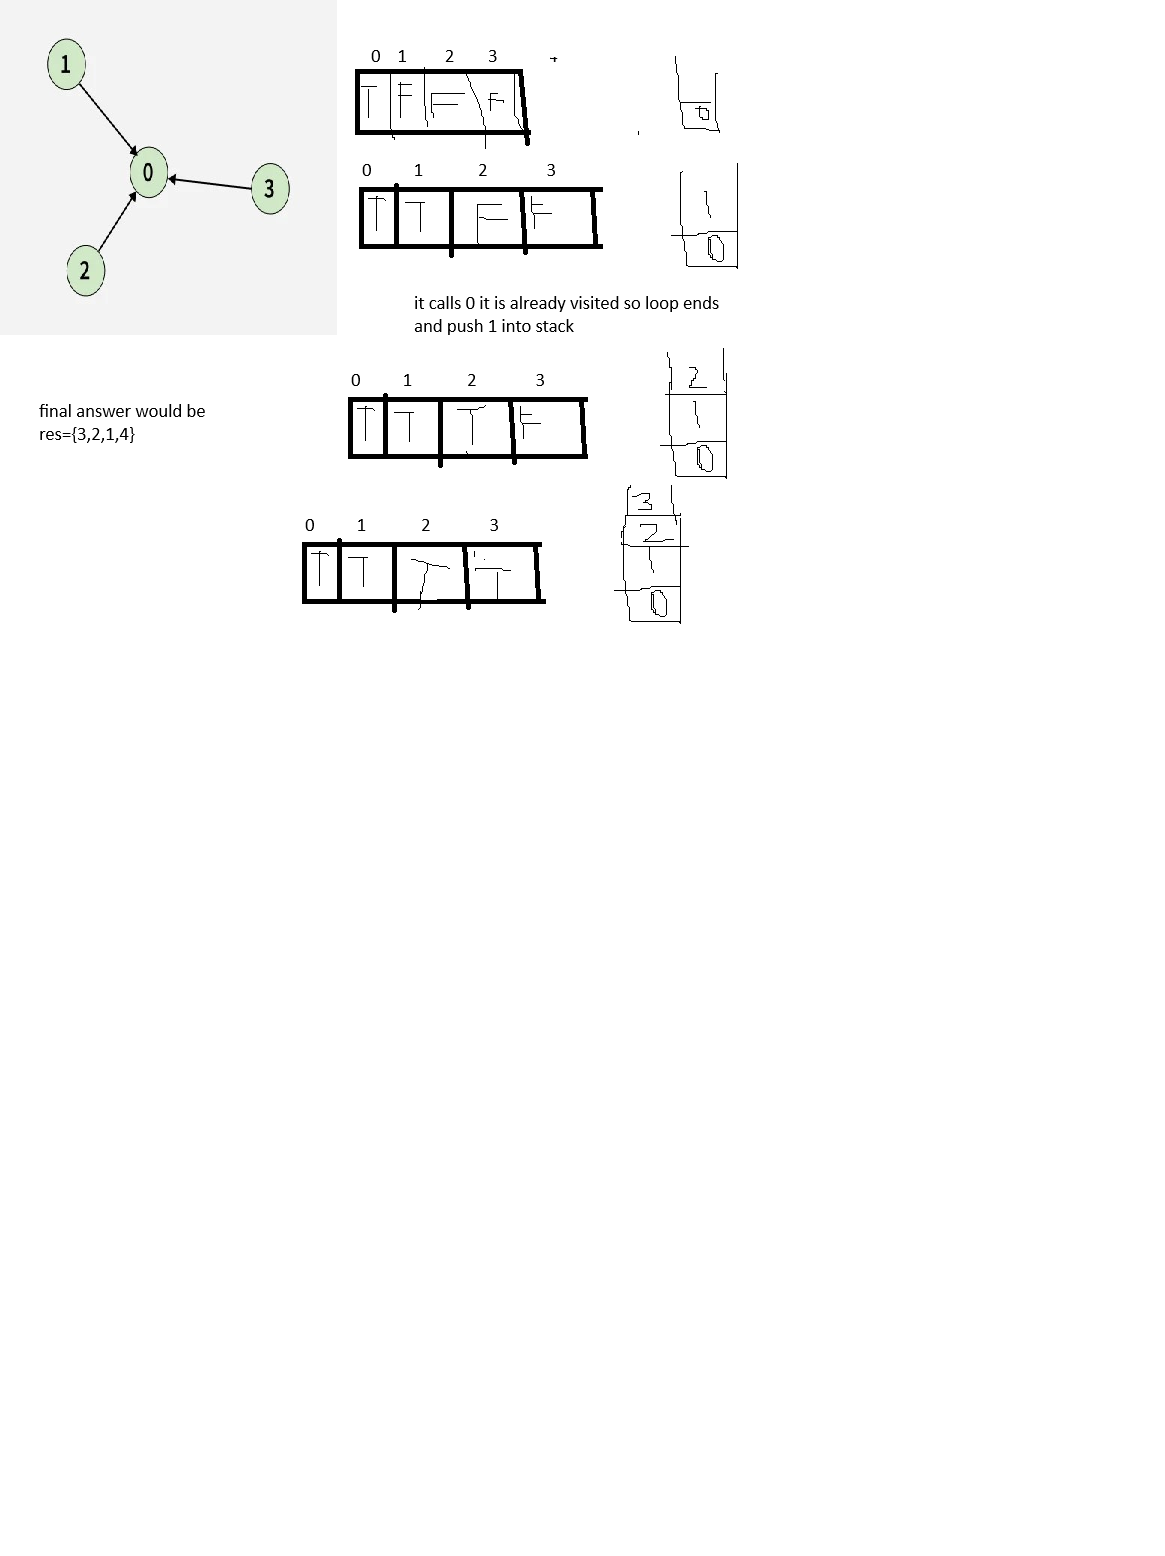 1
0
3
2
0 1 2 3 4
T F F F
0
0 1 2 3
T T F F
1
0
it calls 0 it is already visited so loop ends
and push 1 into stack
0 1 2 3
T T T F
2
1
0
final answer would be
res={3,2,1,4}
0 1 2 3
T T T T
3
2
1
0